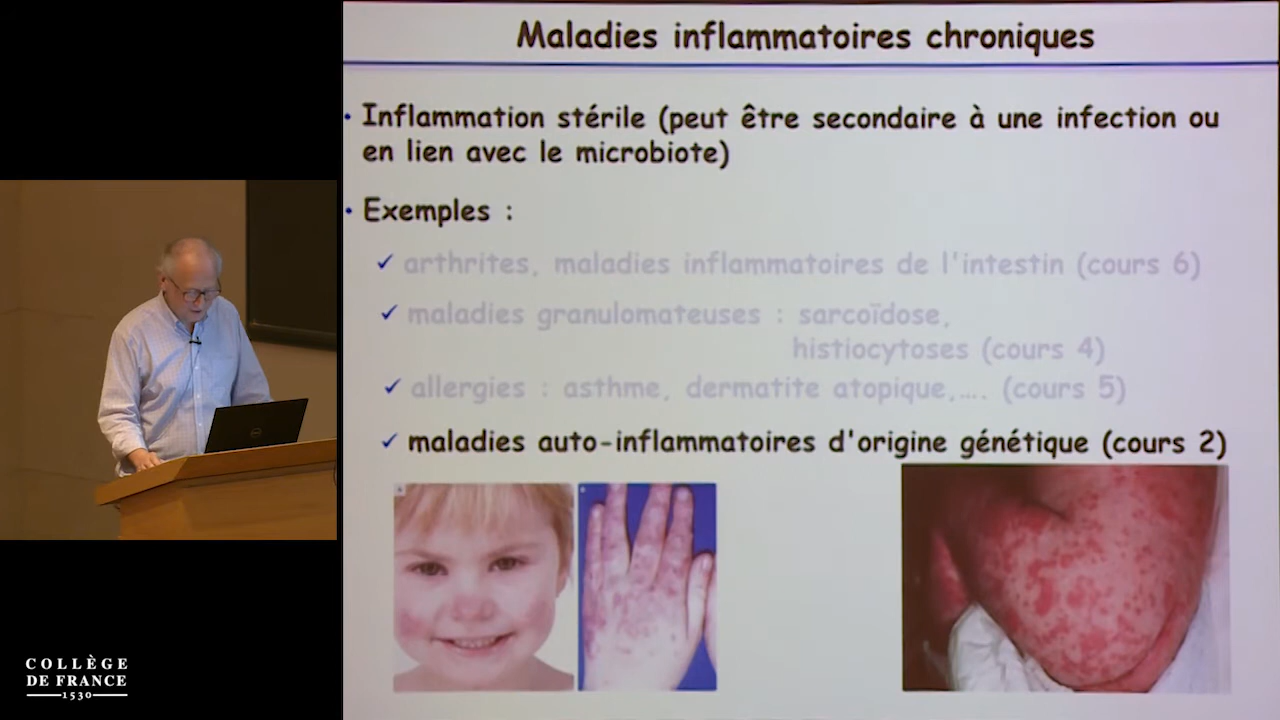 Maladies inflammatoires chroniques
• Inflammation stérile (peut être secondaire à une infection ou
en lien avec le microbiote)
• Exemples :
✓ arthrites, maladies inflammatoires de l'intestin (cours 6)
✓ maladies granulomateuses : sarcoïdose,
histiocytoses (cours 4)
✓ allergies : asthme, dermatite atopique,.... (cours 5)
✓ maladies auto-inflammatoires d'origine génétique (cours 2)
COLLÈGE
DE FRANCE
1530